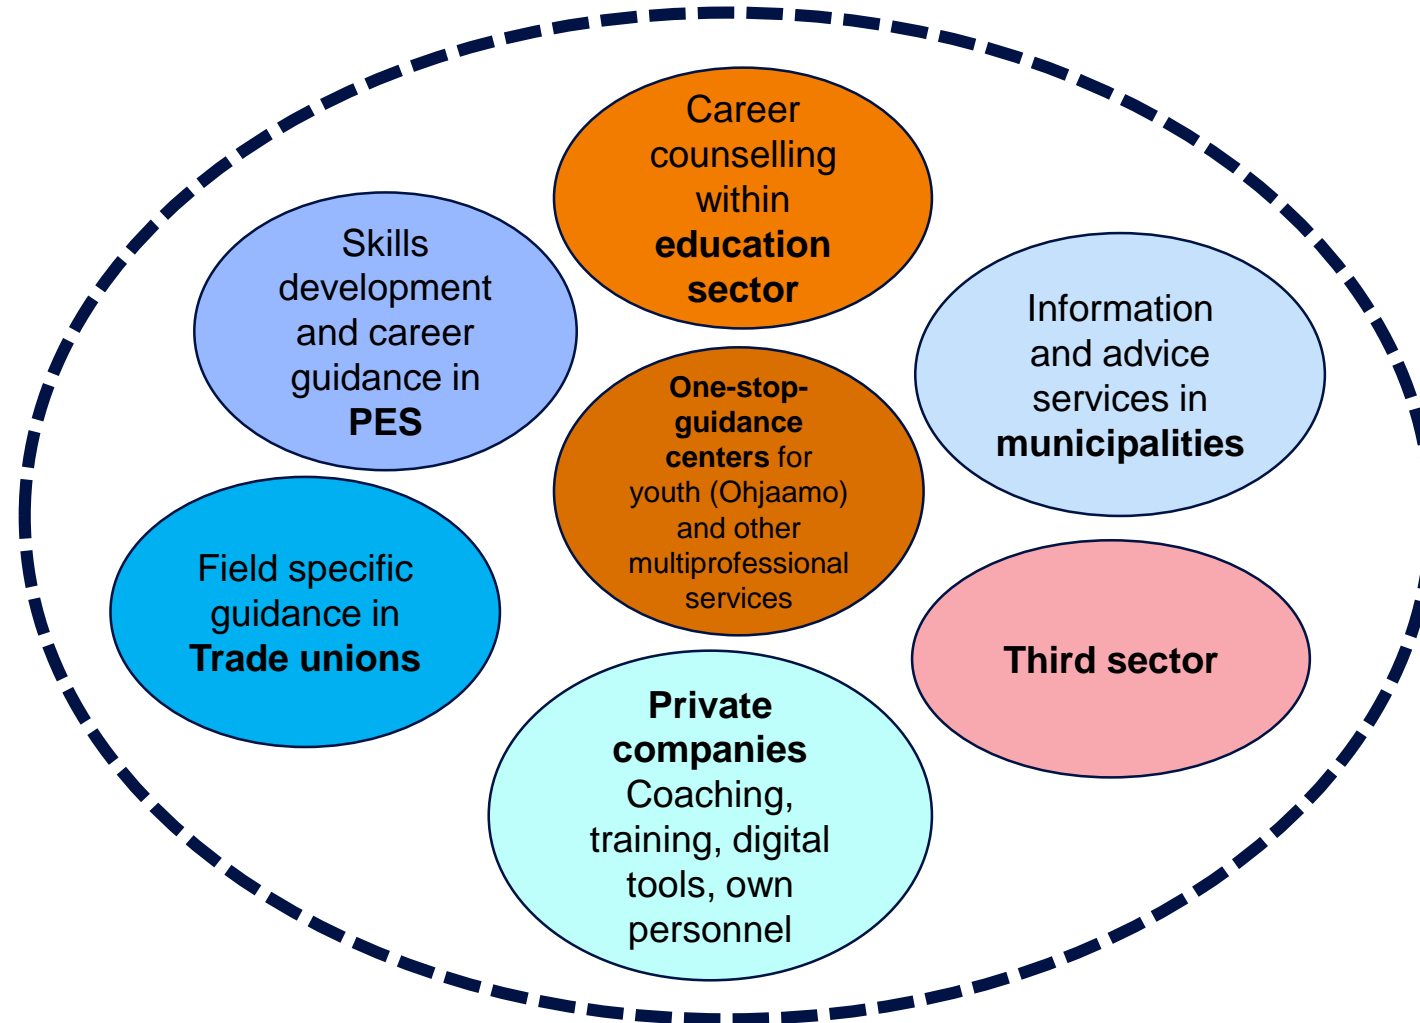 Career
counselling
within
education
sector
Skills
development
and career
guidance in
PES
Information
and advice
services in
municipalities
One-stop-
guidance
centers for
youth (Ohjaamo)
and other
multiprofessional
services
Field specific
guidance in
Trade unions
Third sector
Private
companies
Coaching,
training, digital
tools, own
personnel